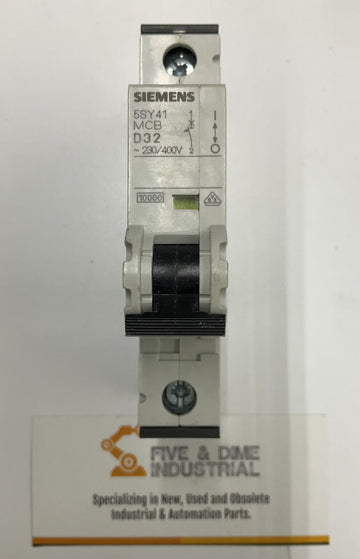 SIEMENS
5SY41
MCB
D32
~ 230/400V
1
2
I
O
10000
FIVE & DIME
INDUSTRIAL
Specializing in New, Used and Obsolete
Industrial & Automation Parts.